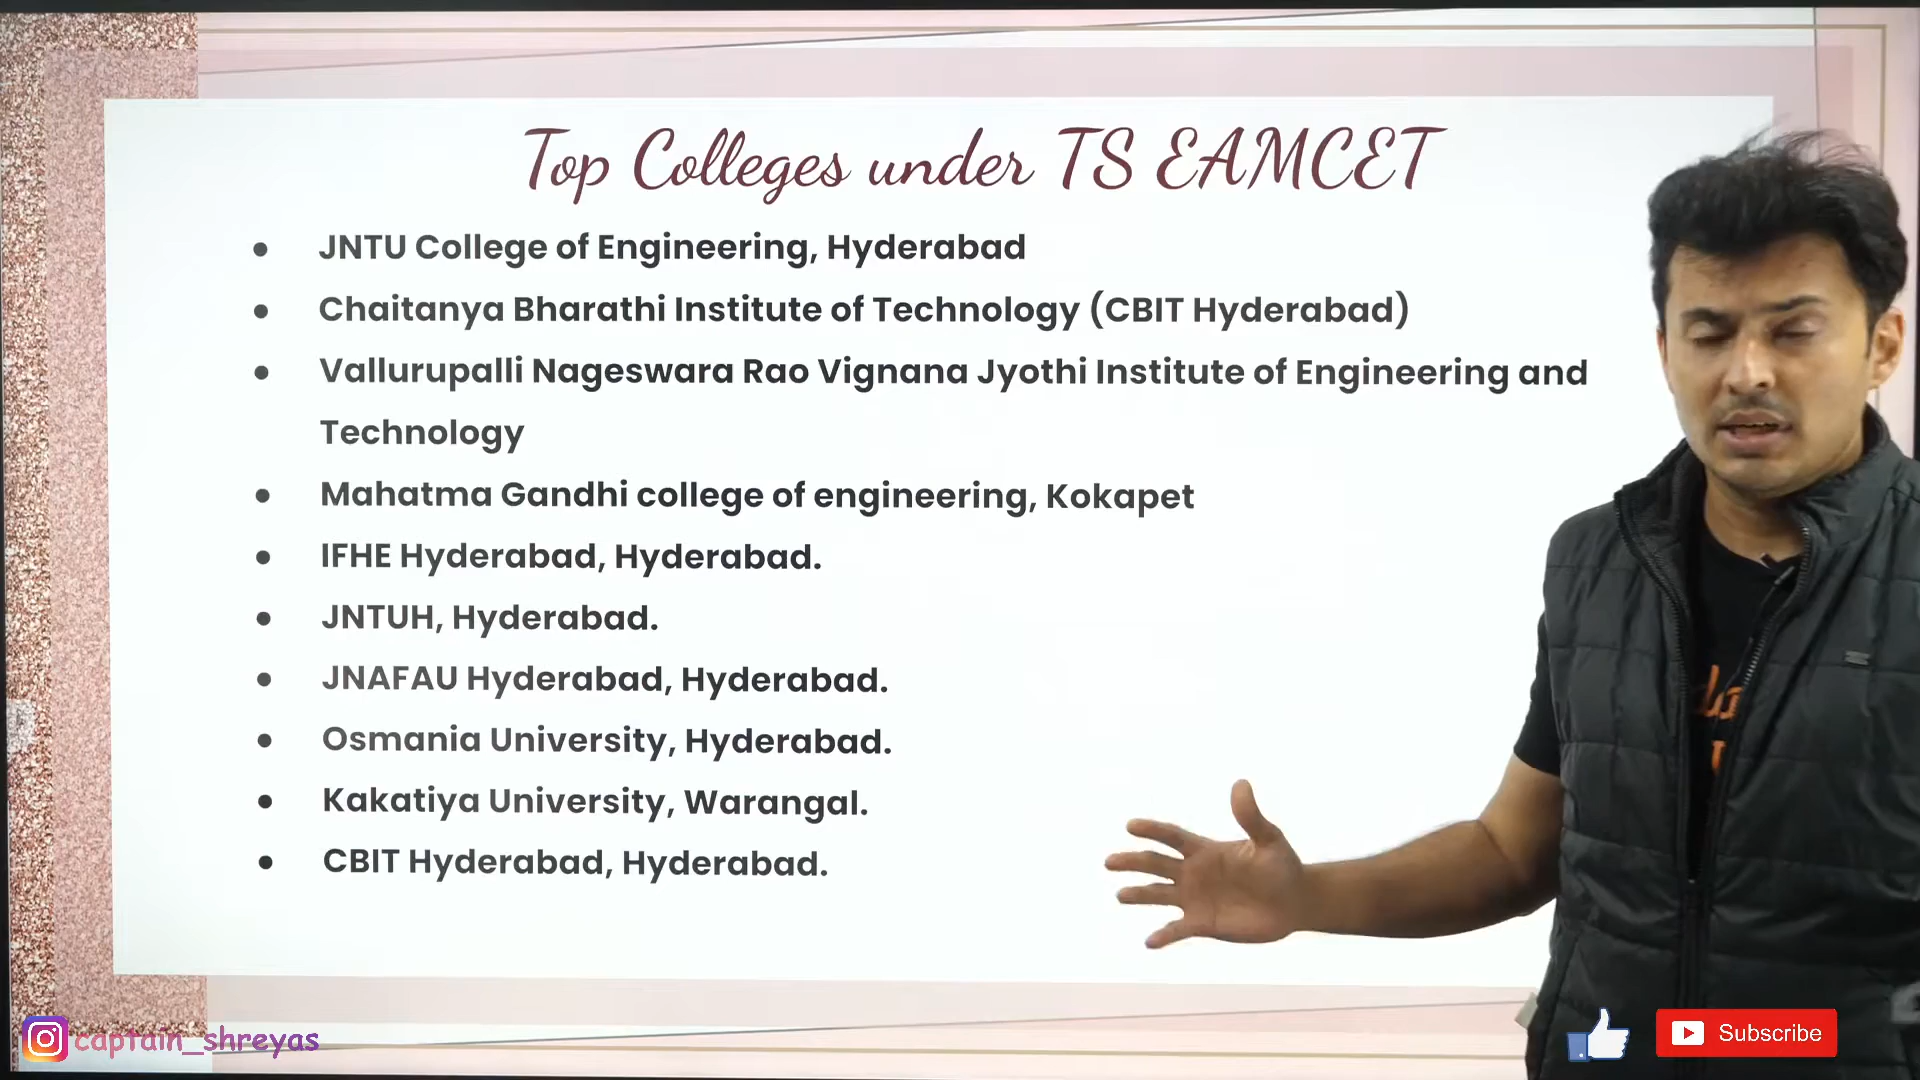 Top Colleges under TS EAMCET
● JNTU College of Engineering, Hyderabad
● Chaitanya Bharathi Institute of Technology (CBIT Hyderabad)
● Vallurupalli Nageswara Rao Vignana Jyothi Institute of Engineering and
Technology
● Mahatma Gandhi college of engineering, Kokapet
● IFHE Hyderabad, Hyderabad.
● JNTUH, Hyderabad.
● JNAFAU Hyderabad, Hyderabad.
● Osmania University, Hyderabad.
● Kakatiya University, Warangal.
● CBIT Hyderabad, Hyderabad.
captain_shreyas
Subscribe